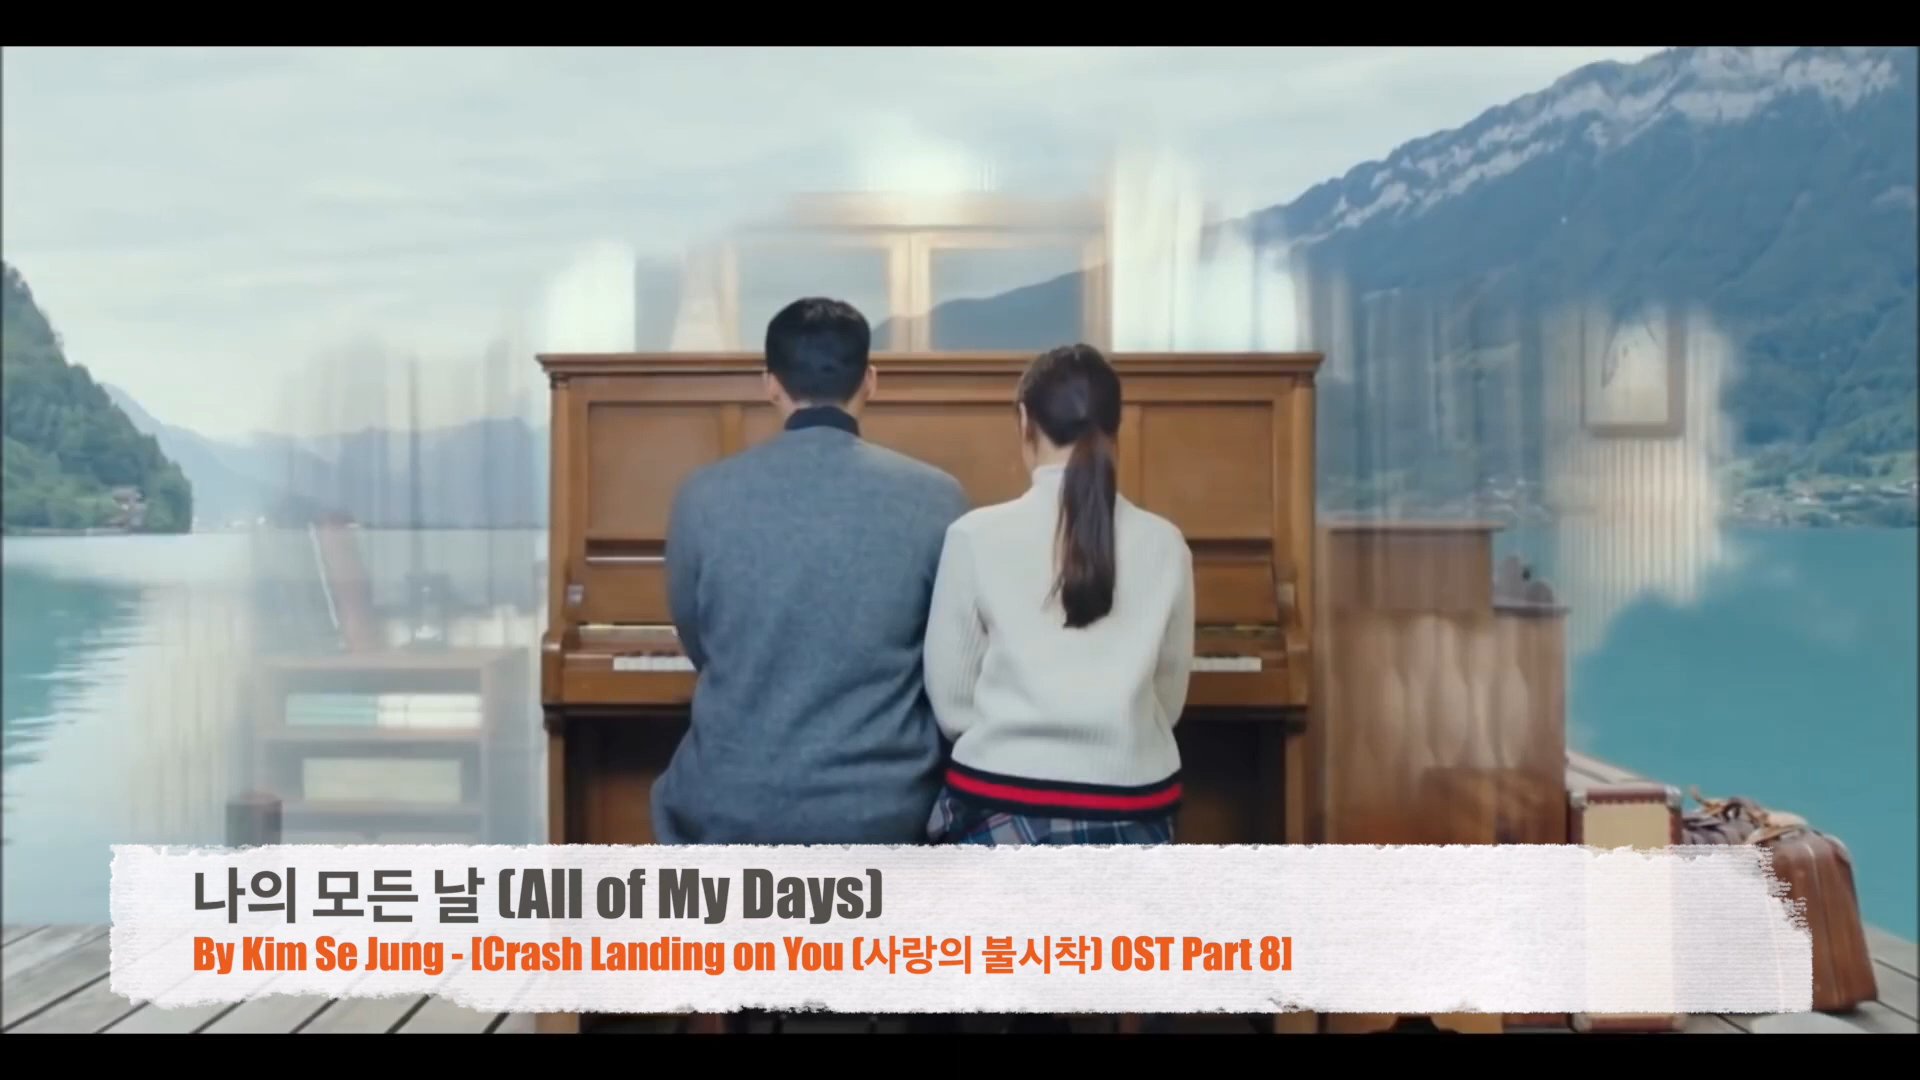 나의 모든 날 (All of My Days)
By Kim Se Jung - [Crash Landing on You (사랑의 불시착) OST Part 8]